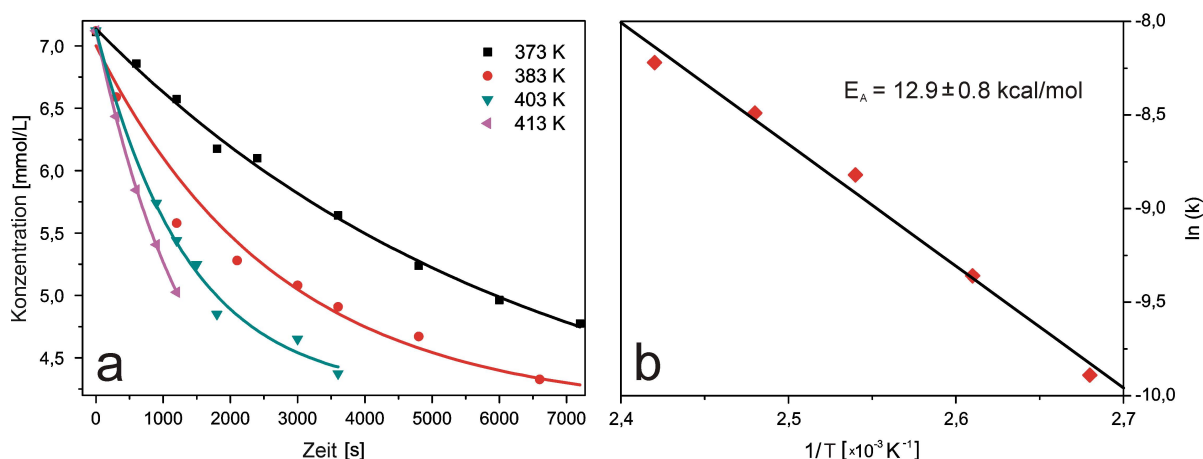 7,0
6,5
6,0
5,5
5,0
4,5
Konzentration [mmol/L]
373 K
383 K
403 K
413 K
a
0 1000 2000 3000 4000 5000 6000 7000
Zeit [s]
b
E_A = 12.9 ± 0.8 kcal/mol
-8,0
-8,5
-9,0
-9,5
-10,0
ln (k)
2,4 2,5 2,6 2,7
1/T [×10⁻³ K⁻¹]